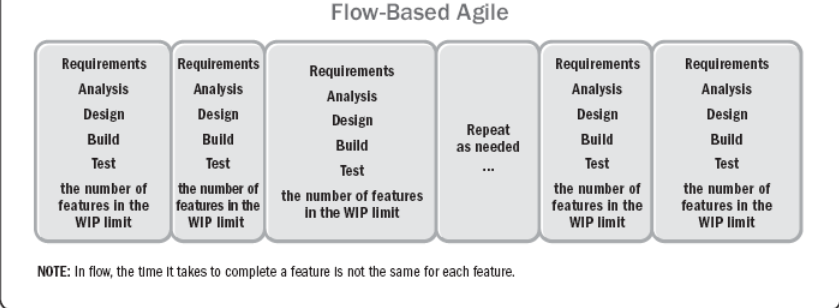 Flow-Based Agile
Requirements
Analysis
Design
Build
Test
the number of
features in the
WIP limit
Requirements
Analysis
Design
Build
Test
the number of
features in the
WIP limit
Requirements
Analysis
Design
Build
Test
the number of features
in the WIP limit
Repeat
as needed
...
Requirements
Analysis
Design
Build
Test
the number of
features in the
WIP limit
Requirements
Analysis
Design
Build
Test
the number of
features in the
WIP limit
NOTE: In flow, the time it takes to complete a feature is not the same for each feature.